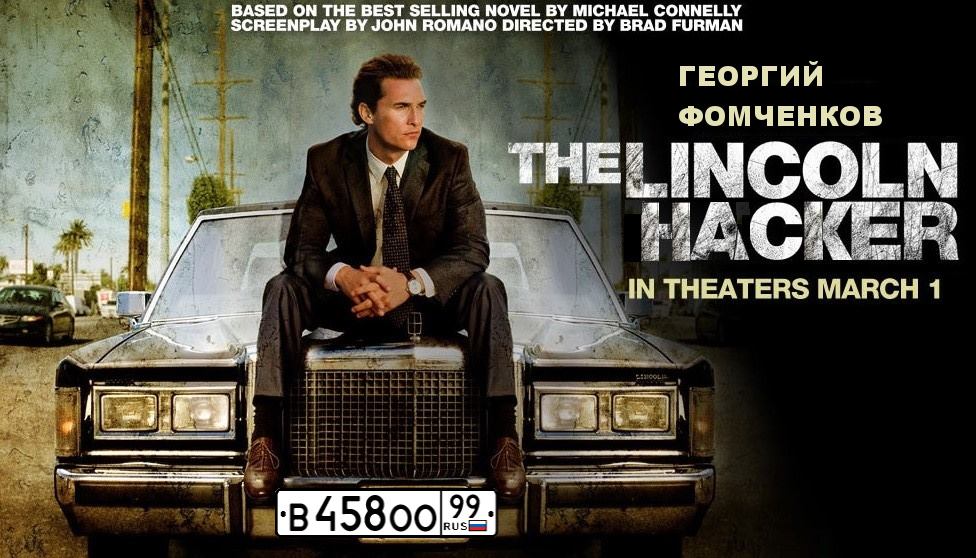 BASED ON THE BEST SELLING NOVEL BY MICHAEL CONNELLY
SCREENPLAY BY JOHN ROMANO DIRECTED BY BRAD FURMAN
ГЕОРГИЙ
ФОМЧЕНКОВ
THE LINCOLN
HACKER
IN THEATERS MARCH 1
LINCOLN
В 458 ОО 99
RUS